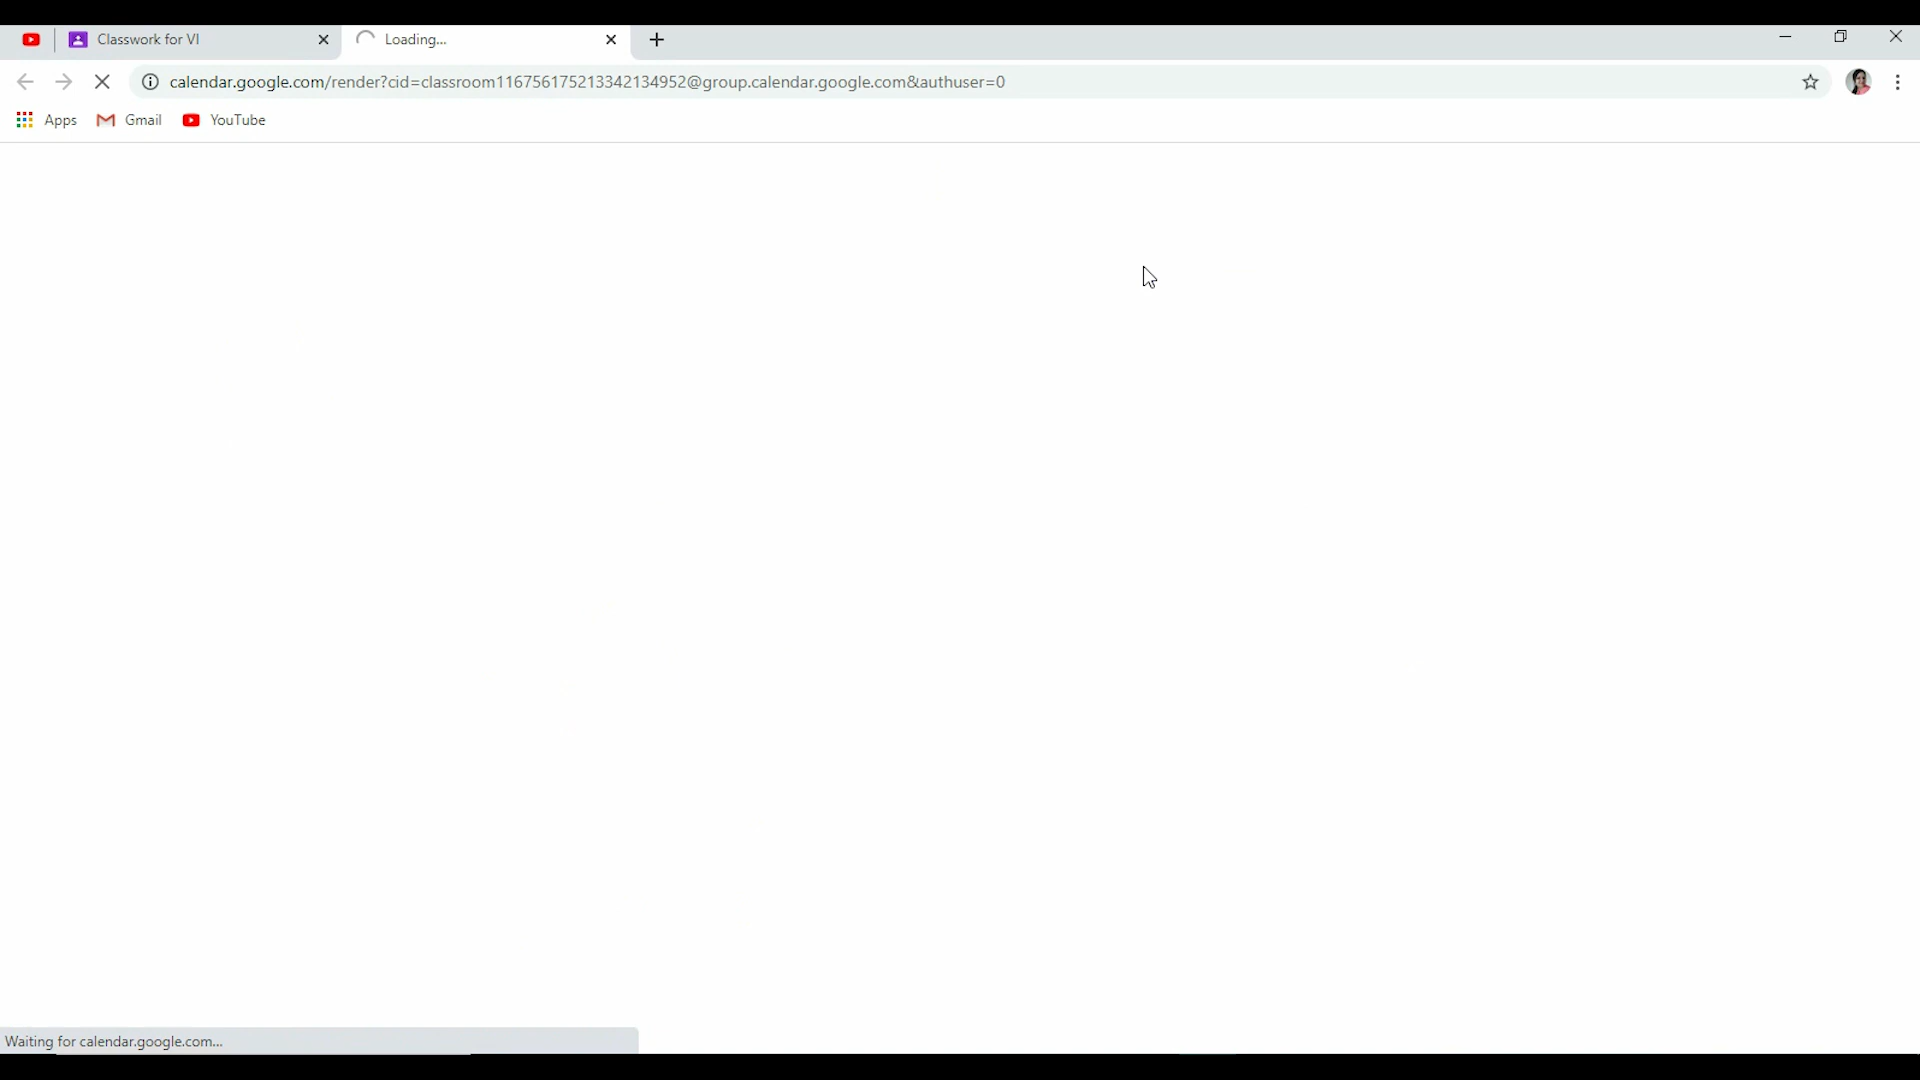 Classwork for VI
Loading...
calendar.google.com/render?cid=classroom116756175213342134952@group.calendar.google.com&authuser=0
Apps
Gmail
YouTube
Waiting for calendar.google.com...